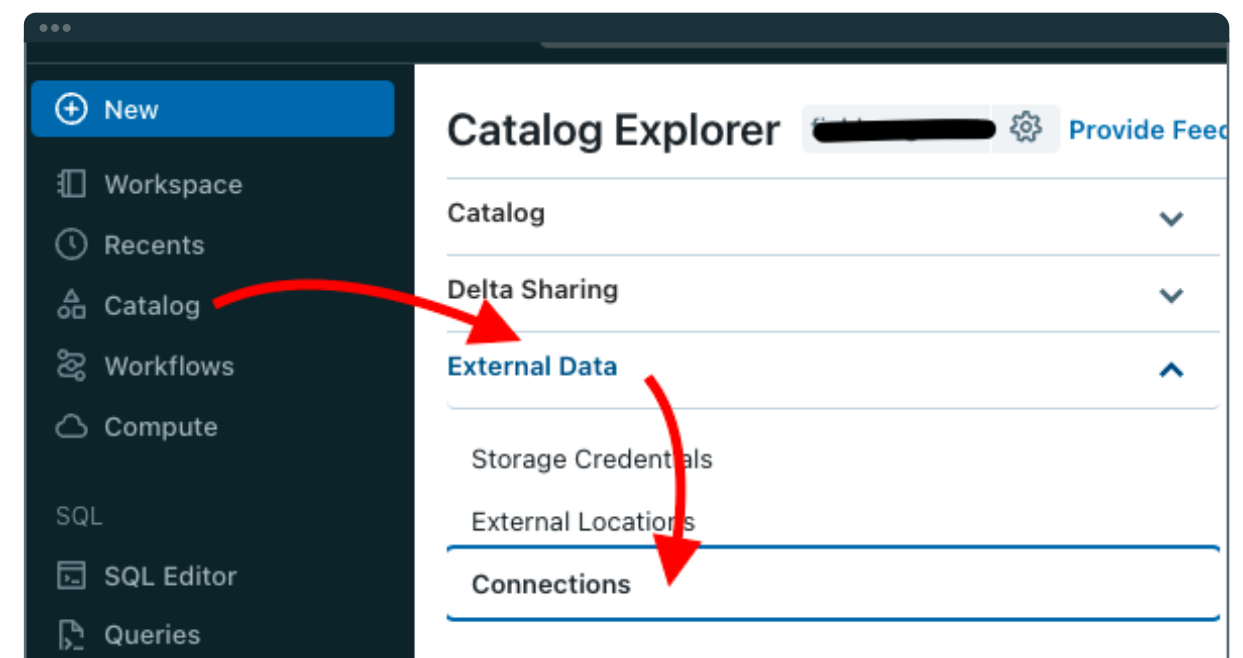 New
Workspace
Recents
Catalog
Workflows
Compute
SQL
SQL Editor
Queries
Catalog Explorer
Provide Feed
Catalog
Delta Sharing
External Data
Storage Credentials
External Locations
Connections